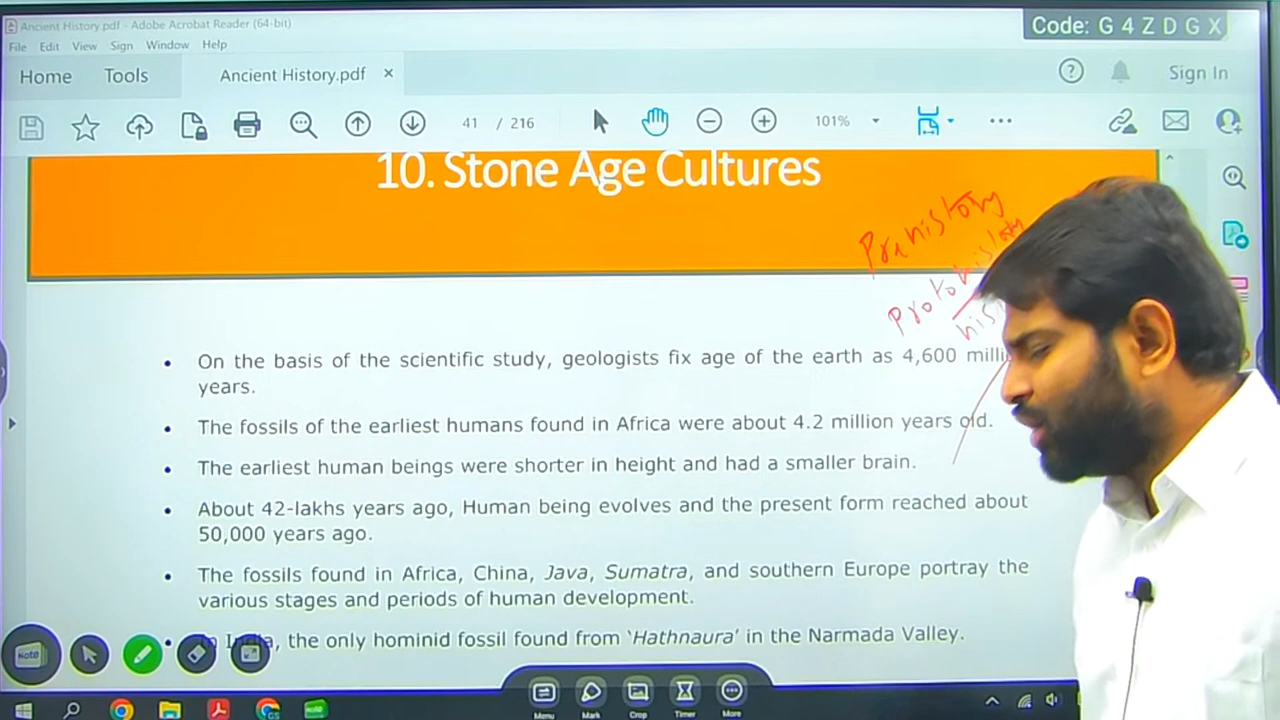 Ancient History.pdf - Adobe Acrobat Reader (64-bit)
Code: G 4 Z D G X
File Edit View Sign Window Help
Home Tools Ancient History.pdf × Sign In
41 / 216 101%
10. Stone Age Cultures
Prehistory
Protohistory
his
• On the basis of the scientific study, geologists fix age of the earth as 4,600 milli
years.
• The fossils of the earliest humans found in Africa were about 4.2 million years old.
• The earliest human beings were shorter in height and had a smaller brain.
• About 42-lakhs years ago, Human being evolves and the present form reached about
50,000 years ago.
• The fossils found in Africa, China, Java, Sumatra, and southern Europe portray the
various stages and periods of human development.
• In India, the only hominid fossil found from ‘Hathnaura’ in the Narmada Valley.
Note
Menu Mark Crop Timer More